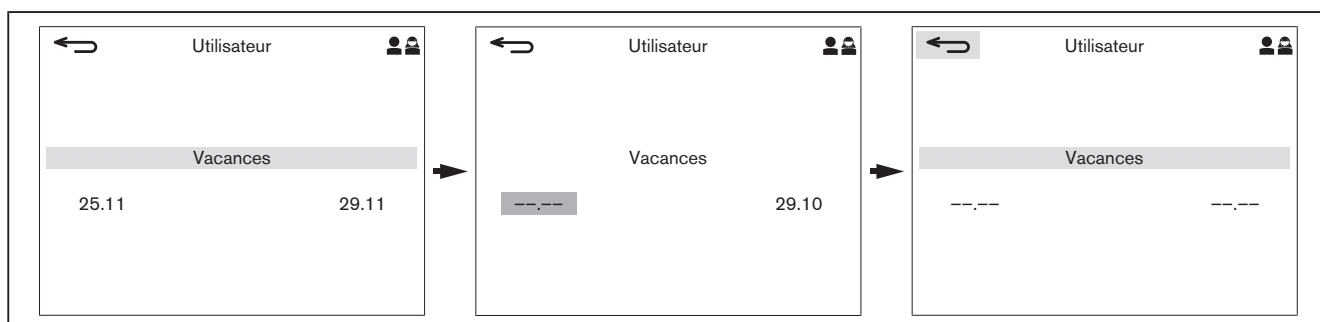 Utilisateur
Vacances
25.11 29.11
Utilisateur
Vacances
––.–– 29.10
Utilisateur
Vacances
––.–– ––.––